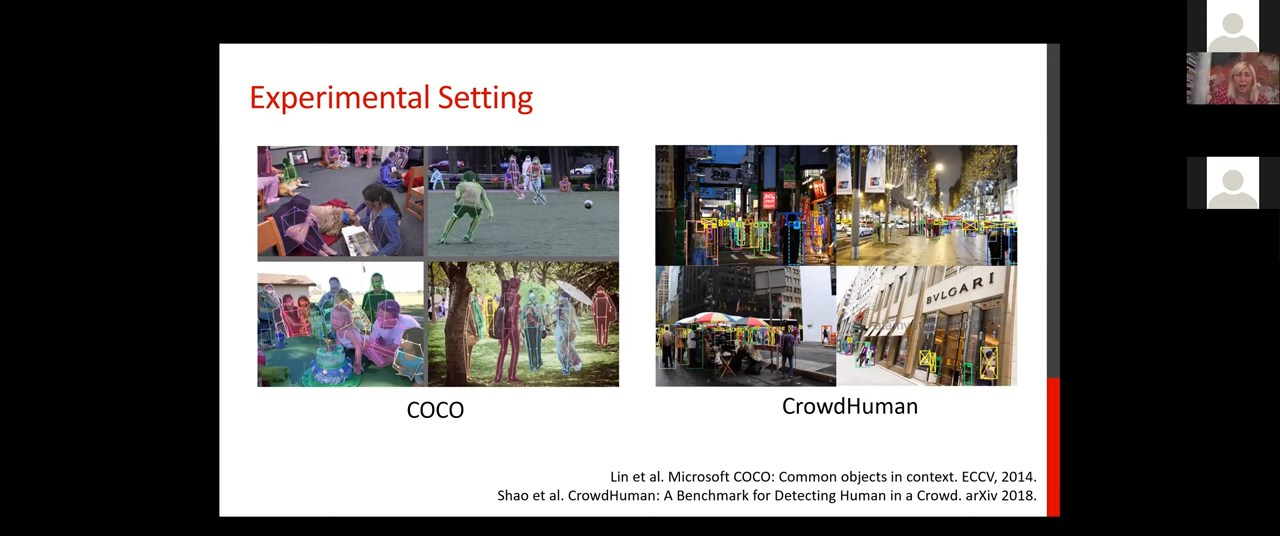 Experimental Setting
BVLGARI
COCO
CrowdHuman
Lin et al. Microsoft COCO: Common objects in context. ECCV, 2014.
Shao et al. CrowdHuman: A Benchmark for Detecting Human in a Crowd. arXiv 2018.